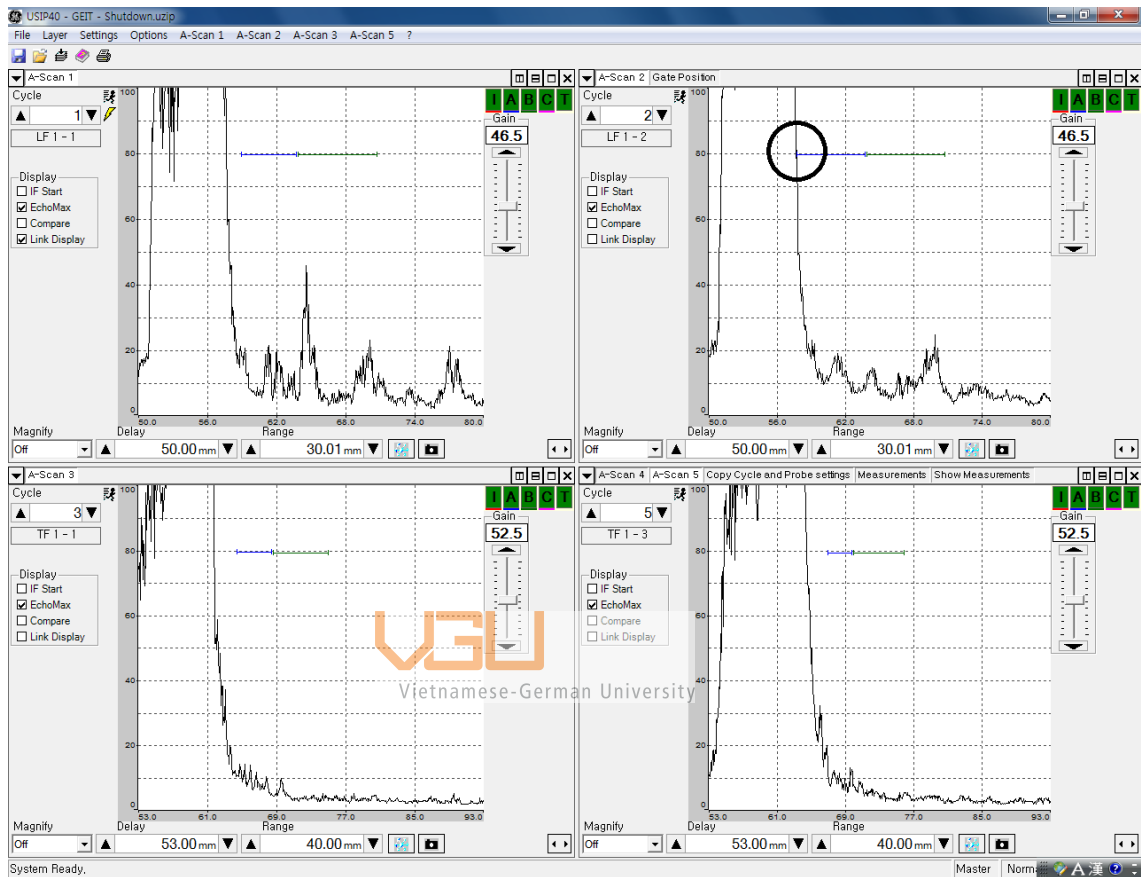 USIP40 - GEIT - Shutdown.uzip
File Layer Settings Options A-Scan 1 A-Scan 2 A-Scan 3 A-Scan 5 ?
A-Scan 1
Cycle
1
LF 1 - 1
Display
IF Start
EchoMax
Compare
Link Display
100
80
60
40
20
0
50.0 56.0 62.0 68.0 74.0 80.0
I A B C T
Gain
46.5
Magnify Delay Range
Off 50.00 mm 30.01 mm
A-Scan 2 Gate Position
Cycle
2
LF 1 - 2
Display
IF Start
EchoMax
Compare
Link Display
100
80
60
40
20
0
50.0 56.0 62.0 68.0 74.0 80.0
I A B C T
Gain
46.5
Magnify Delay Range
Off 50.00 mm 30.01 mm
A-Scan 3
Cycle
3
TF 1 - 1
Display
IF Start
EchoMax
Compare
Link Display
100
80
60
40
20
0
53.0 61.0 69.0 77.0 85.0 93.0
I A B C T
Gain
52.5
Magnify Delay Range
Off 53.00 mm 40.00 mm
A-Scan 4 A-Scan 5 Copy Cycle and Probe settings Measurements Show Measurements
Cycle
5
TF 1 - 3
Display
IF Start
EchoMax
Compare
Link Display
100
80
60
40
20
0
53.0 61.0 69.0 77.0 85.0 93.0
I A B C T
Gain
52.5
Magnify Delay Range
Off 53.00 mm 40.00 mm
VGU
Vietnamese-German University
System Ready.
Master Norm
A 漢